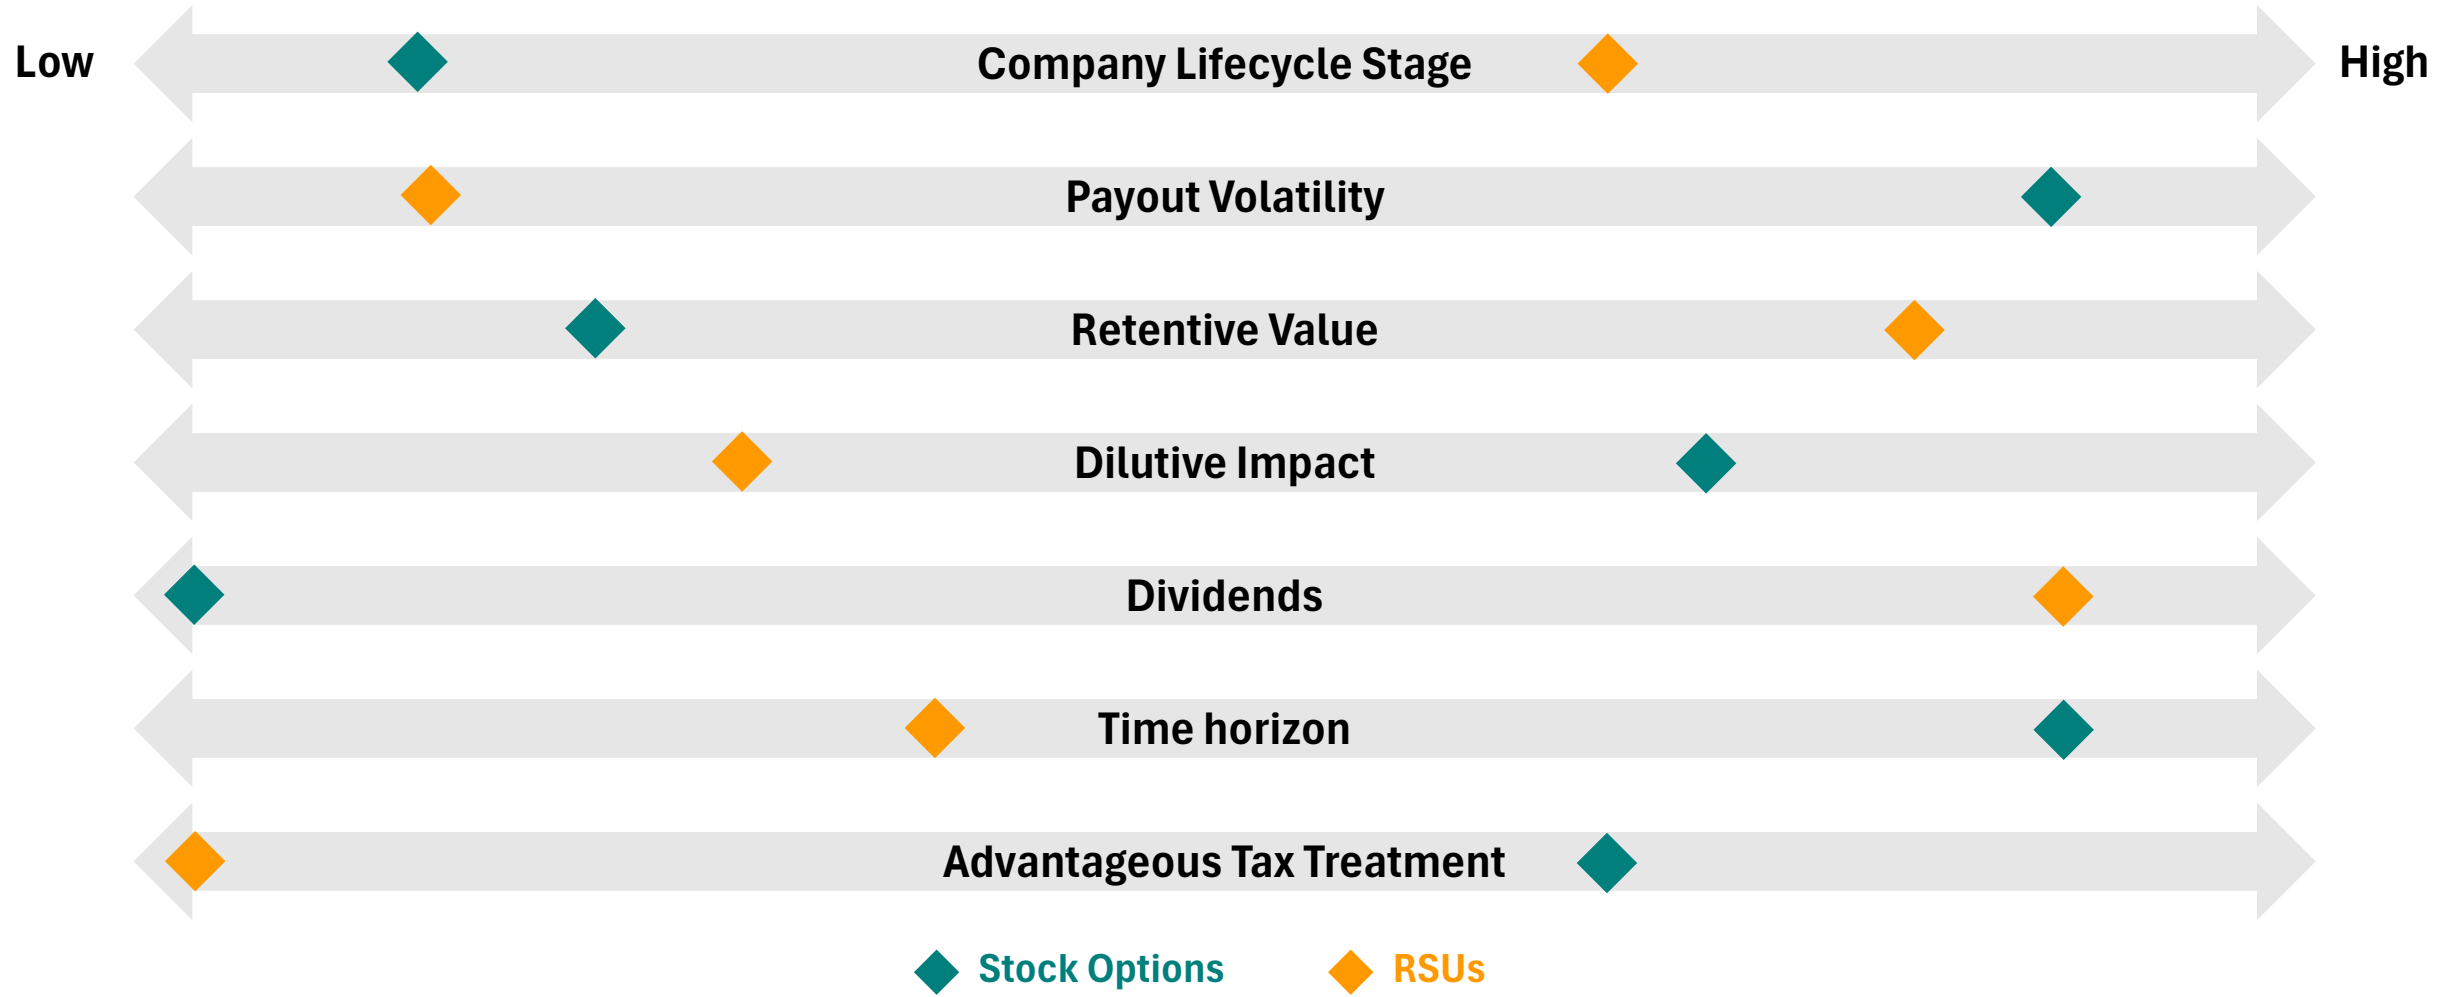 Low
Company Lifecycle Stage
High
Payout Volatility
Retentive Value
Dilutive Impact
Dividends
Time horizon
Advantageous Tax Treatment
Stock Options
RSUs